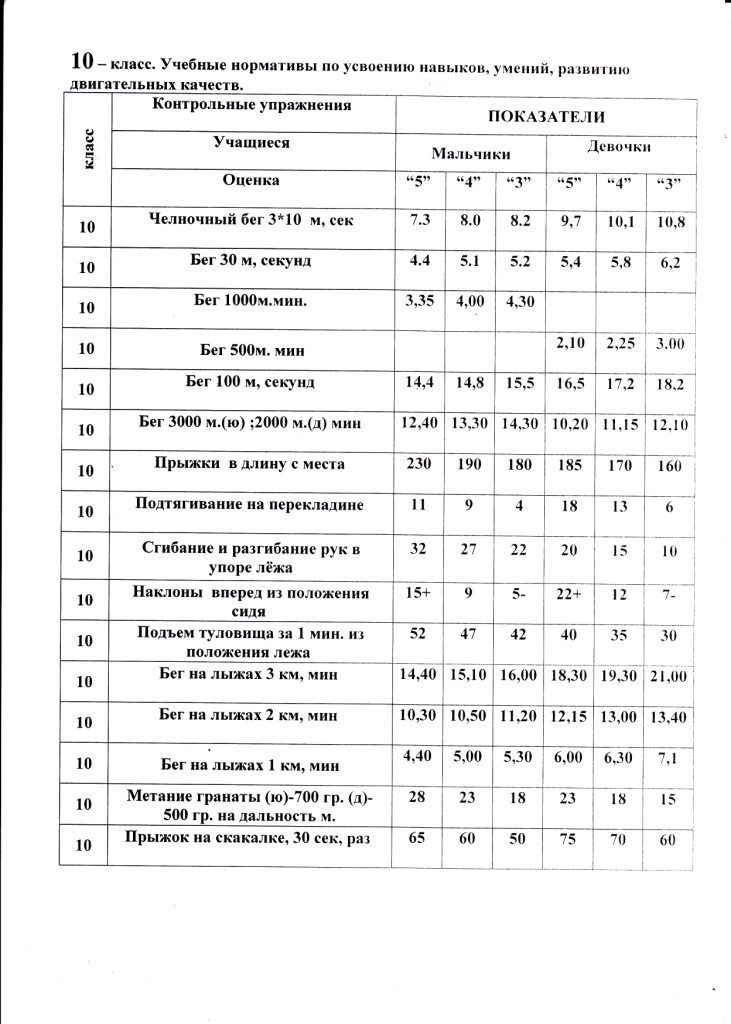 10 – класс. Учебные нормативы по усвоению навыков, умений, развитию
двигательных качеств.
класс
Контрольные упражнения
ПОКАЗАТЕЛИ
Учащиеся
Мальчики Девочки
Оценка “5” “4” “3” “5” “4” “3”
10 Челночный бег 3*10 м, сек 7.3 8.0 8.2 9,7 10,1 10,8
10 Бег 30 м, секунд 4.4 5.1 5.2 5,4 5,8 6,2
10 Бег 1000м.мин. 3,35 4,00 4,30
10 Бег 500м. мин 2,10 2,25 3.00
10 Бег 100 м, секунд 14,4 14,8 15,5 16,5 17,2 18,2
10 Бег 3000 м.(ю) ;2000 м.(д) мин 12,40 13,30 14,30 10,20 11,15 12,10
10 Прыжки в длину с места 230 190 180 185 170 160
10 Подтягивание на перекладине 11 9 4 18 13 6
10 Сгибание и разгибание рук в 32 27 22 20 15 10
упоре лёжа
10 Наклоны вперед из положения 15+ 9 5- 22+ 12 7-
сидя
10 Подъем туловища за 1 мин. из 52 47 42 40 35 30
положения лежа
10 Бег на лыжах 3 км, мин 14,40 15,10 16,00 18,30 19,30 21,00
10 Бег на лыжах 2 км, мин 10,30 10,50 11,20 12,15 13,00 13,40
10 Бег на лыжах 1 км, мин 4,40 5,00 5,30 6,00 6,30 7,1
10 Метание гранаты (ю)-700 гр. (д)- 28 23 18 23 18 15
500 гр. на дальность м.
10 Прыжок на скакалке, 30 сек, раз 65 60 50 75 70 60